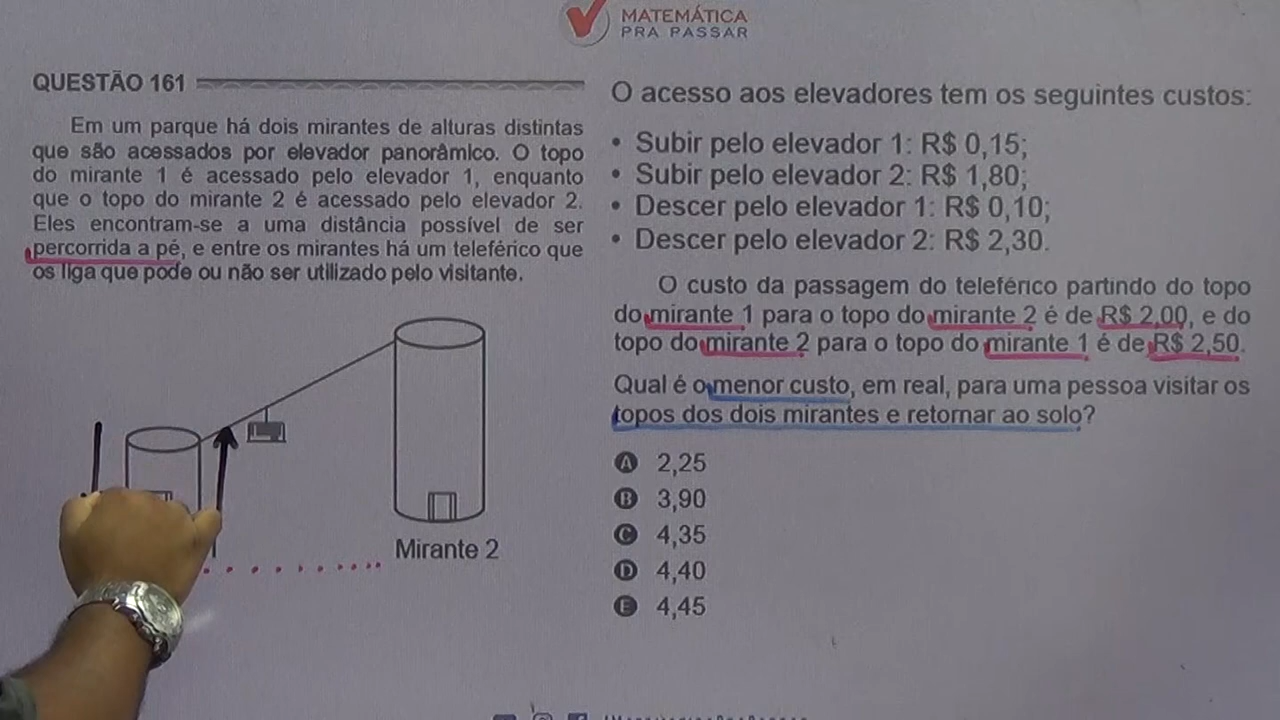 MATEMÁTICA
PRA PASSAR
QUESTÃO 161
Em um parque há dois mirantes de alturas distintas
que são acessados por elevador panorâmico. O topo
do mirante 1 é acessado pelo elevador 1, enquanto
que o topo do mirante 2 é acessado pelo elevador 2.
Eles encontram-se a uma distância possível de ser
percorrida a pé, e entre os mirantes há um teleférico que
os liga que pode ou não ser utilizado pelo visitante.
Mirante 2
O acesso aos elevadores tem os seguintes custos:
• Subir pelo elevador 1: R$ 0,15;
• Subir pelo elevador 2: R$ 1,80;
• Descer pelo elevador 1: R$ 0,10;
• Descer pelo elevador 2: R$ 2,30.
O custo da passagem do teleférico partindo do topo
do mirante 1 para o topo do mirante 2 é de R$ 2,00, e do
topo do mirante 2 para o topo do mirante 1 é de R$ 2,50.
Qual é o menor custo, em real, para uma pessoa visitar os
topos dos dois mirantes e retornar ao solo?
A 2,25
B 3,90
C 4,35
D 4,40
E 4,45